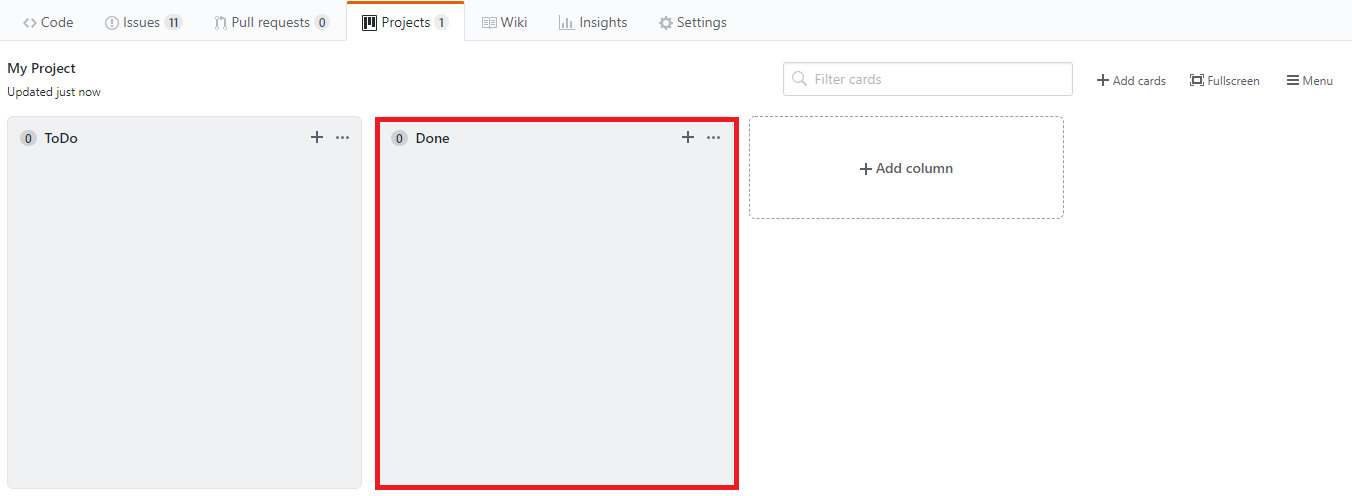 Code Issues 11 Pull requests 0 Projects 1 Wiki Insights Settings
My Project
Filter cards
Add cards Fullscreen Menu
Updated just now
0 ToDo
0 Done
Add column